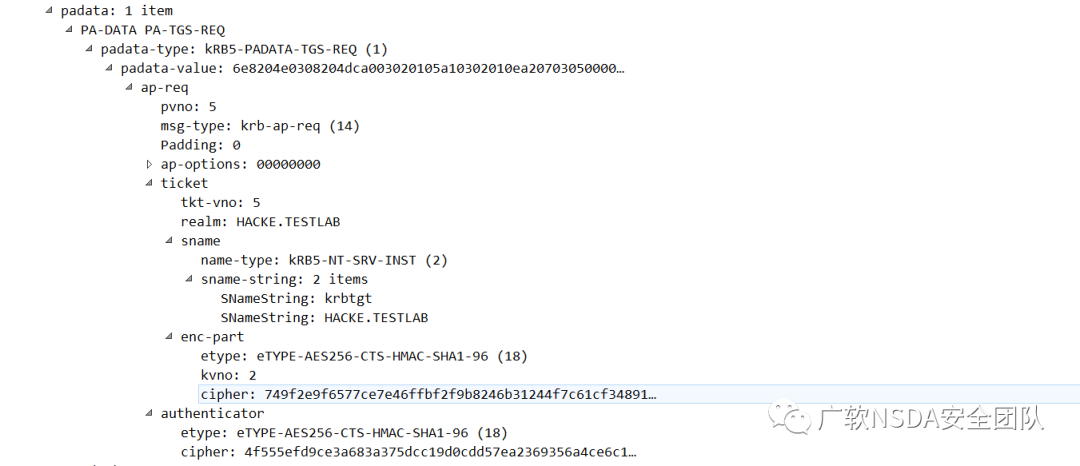 padata: 1 item
PA-DATA PA-TGS-REQ
padata-type: kRB5-PADATA-TGS-REQ (1)
padata-value: 6e8204e0308204dca003020105a10302010ea20703050000…
ap-req
pvno: 5
msg-type: krb-ap-req (14)
Padding: 0
ap-options: 00000000
ticket
tkt-vno: 5
realm: HACKE.TESTLAB
sname
name-type: kRB5-NT-SRV-INST (2)
sname-string: 2 items
SNameString: krbtgt
SNameString: HACKE.TESTLAB
enc-part
etype: eTYPE-AES256-CTS-HMAC-SHA1-96 (18)
kvno: 2
cipher: 749f2e9f6577ce7e46ffbf2f9b8246b31244f7c61cf34891…
authenticator
etype: eTYPE-AES256-CTS-HMAC-SHA1-96 (18)
cipher: 4f555efd9ce3a683a375dcc19d0cdd57ea2369356a4ce6c1…
广软NSDA安全团队